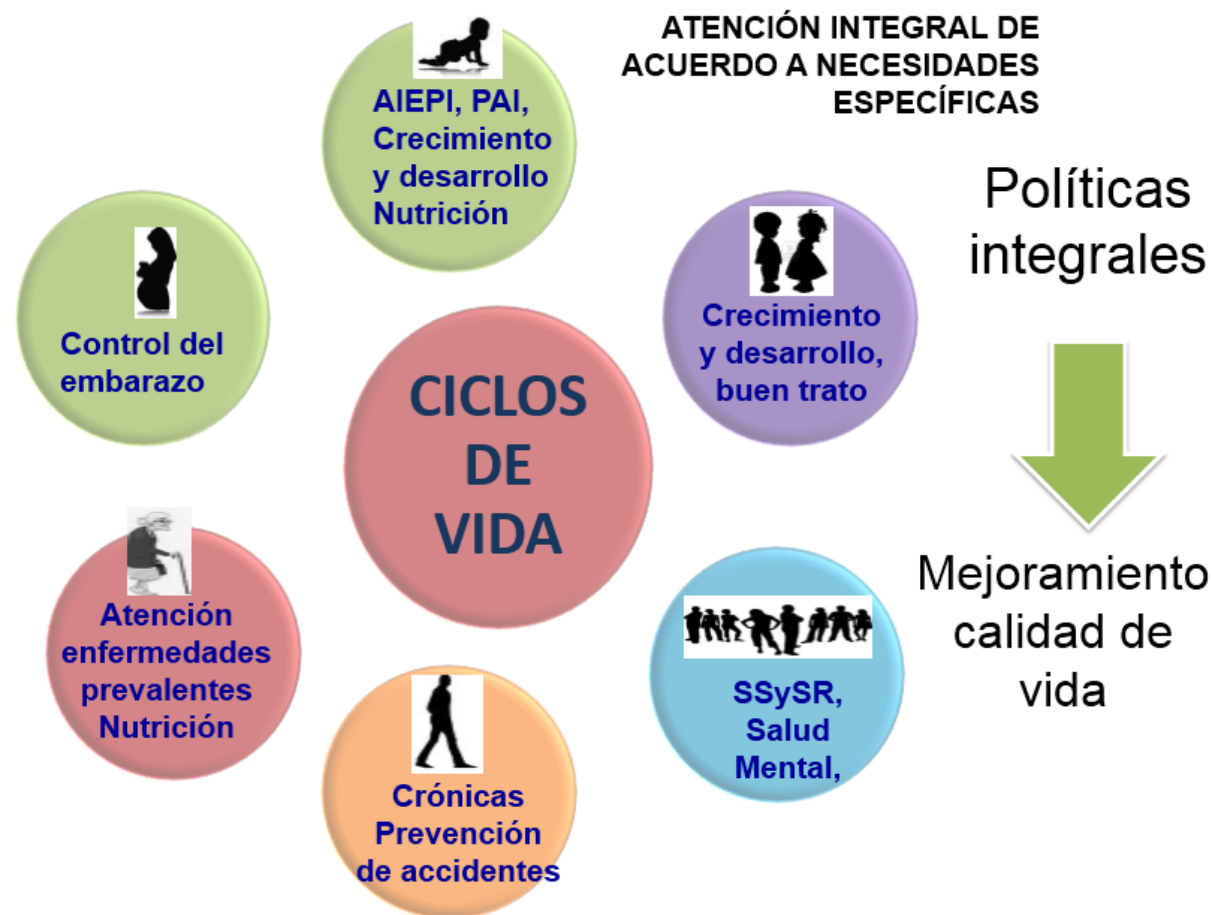 ATENCIÓN INTEGRAL DE
ACUERDO A NECESIDADES
ESPECÍFICAS
AIEPI, PAI,
Crecimiento
y desarrollo
Nutrición
Políticas
integrales
Control del
embarazo
Crecimiento
y desarrollo,
buen trato
CICLOS
DE
VIDA
Mejoramiento
calidad de
vida
Atención
enfermedades
prevalentes
Nutrición
SSySR,
Salud
Mental,
Crónicas
Prevención
de accidentes